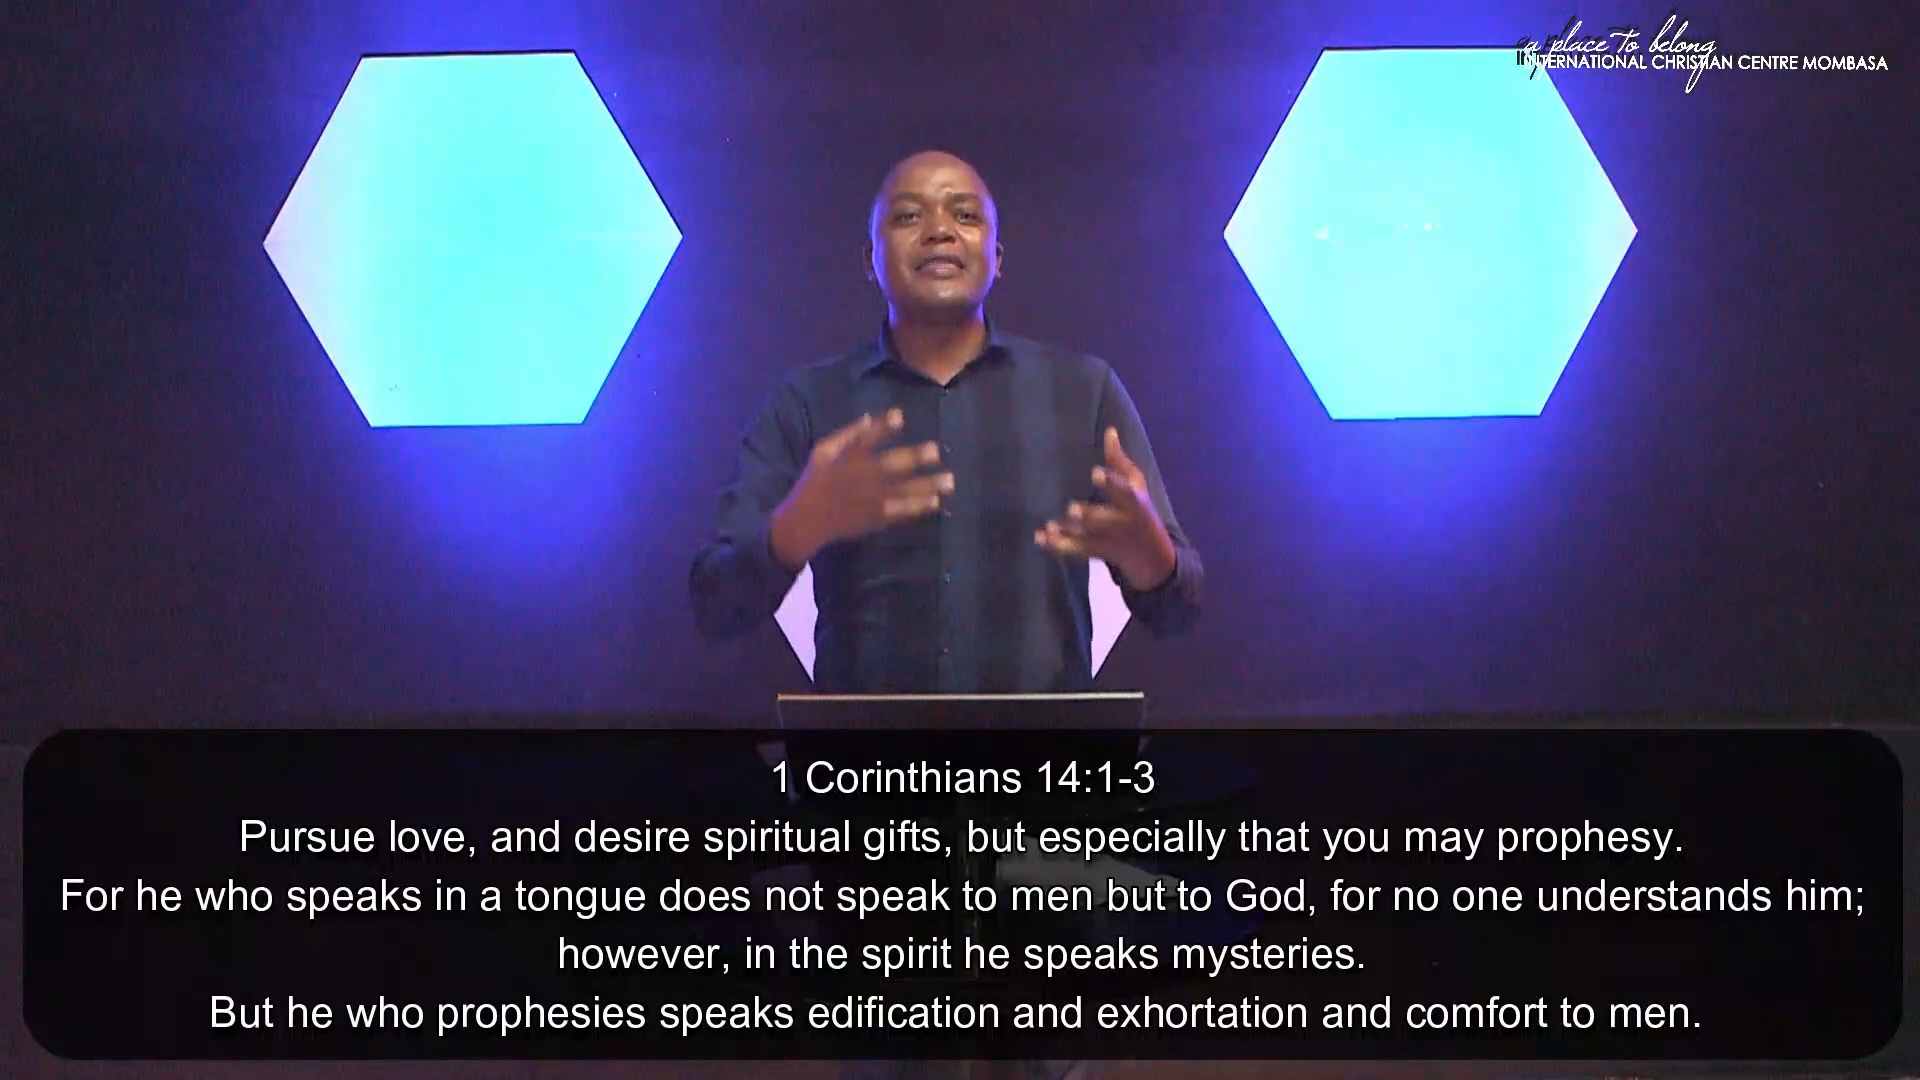 a place to belong
INTERNATIONAL CHRISTIAN CENTRE MOMBASA
1 Corinthians 14:1-3
Pursue love, and desire spiritual gifts, but especially that you may prophesy.
For he who speaks in a tongue does not speak to men but to God, for no one understands him;
however, in the spirit he speaks mysteries.
But he who prophesies speaks edification and exhortation and comfort to men.